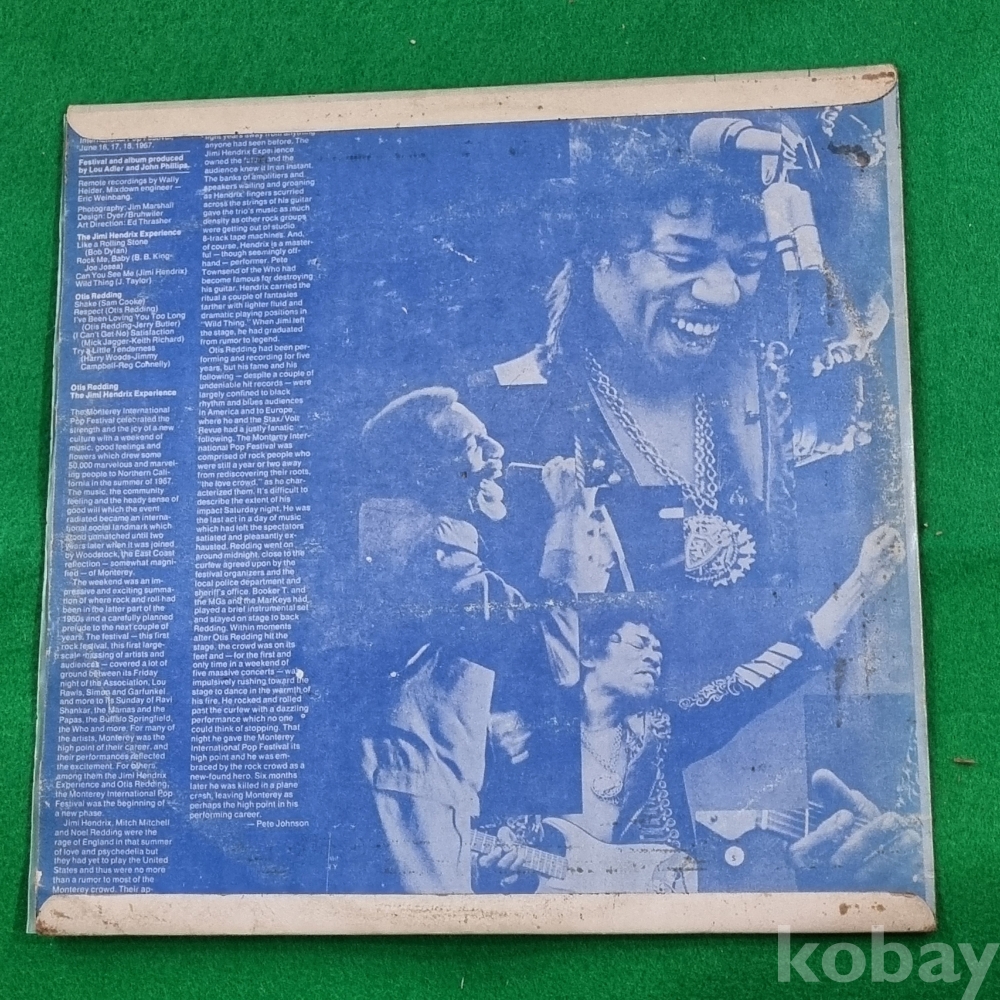 June 16, 17, 18, 1967.
Festival and album produced
by Lou Adler and John Phillips.
Remote recordings by Wally
Heider. Mixdown engineer —
Eric Weinbang.
Photography: Jim Marshall
Design: Dyer/Bruhwiler
Art Direction: Ed Thrasher
The Jimi Hendrix Experience
Like a Rolling Stone
(Bob Dylan)
Rock Me, Baby (B. B. King-
Joe Josea)
Can You See Me (Jimi Hendrix)
Wild Thing (J. Taylor)
Otis Redding
Shake (Sam Cooke)
Respect (Otis Redding)
I've Been Loving You Too Long
(Otis Redding-Jerry Butler)
(I Can't Get No) Satisfaction
(Mick Jagger-Keith Richard)
Try a Little Tenderness
(Harry Woods-Jimmy
Campbell-Reg Connelly)
Otis Redding
The Jimi Hendrix Experience
The Monterey International
Pop Festival celebrated the
strength and the joy of a new
culture with a weekend of
music, good feelings and
flowers which drew some
50,000 marvelous and marvel-
ing people to Northern Cali-
fornia in the summer of 1967.
The music, the community
feeling and the heady sense of
good will which the event
radiated became an interna-
tional social landmark which
stood unmatched until two
years later when it was joined
by Woodstock, the East Coast
reflection — somewhat magni-
fied — of Monterey.
The weekend was an im-
pressive and exciting summa-
tion of where rock and roll had
been in the latter part of the
1960s and a carefully planned
prelude to the next couple of
years. The festival — this first
rock festival, this first large-
scale massing of artists and
audiences — covered a lot of
ground between its Friday
night of the Association, Lou
Rawls, Simon and Garfunkel
and more to its Sunday of Ravi
Shankar, the Mamas and the
Papas, the Buffalo Springfield,
the Who and more. For many of
the artists, Monterey was the
high point of their career, and
their performances reflected
the excitement. For others,
among them the Jimi Hendrix
Experience and Otis Redding,
the Monterey International Pop
Festival was the beginning of
a new phase.
Jimi Hendrix, Mitch Mitchell
and Noel Redding were the
rage of England in that summer
of love and psychedelia but
they had yet to play the United
States and thus were no more
than a rumor to most of the
Monterey crowd. Their ap-
light years away from anything
anyone had seen before. The
Jimi Hendrix Experience
owned the future and the
audience knew it in an instant.
The banks of amplifiers and
speakers wailing and groaning
as Hendrix' fingers scurried
across the strings of his guitar
gave the trio's music as much
density as other rock groups
were getting out of studio
8-track tape machines. And,
of course, Hendrix is a master-
ful — though seemingly off-
hand — performer. Pete
Townsend of the Who had
become famous for destroying
his guitar. Hendrix carried the
ritual a couple of fantasies
farther with lighter fluid and
dramatic playing positions in
"Wild Thing." When Jimi left
the stage, he had graduated
from rumor to legend.
Otis Redding had been per-
forming and recording for five
years, but his fame and his
following — despite a couple of
undeniable hit records — were
largely confined to black
rhythm and blues audiences
in America and to Europe,
where he and the Stax/Volt
Revue had a justly fanatic
following. The Monterey Inter-
national Pop Festival was
comprised of rock people who
were still a year or two away
from rediscovering their roots,
"the love crowd," as he char-
acterized them. It's difficult to
describe the extent of his
impact Saturday night. He was
the last act in a day of music
which had left the spectators
satiated and pleasantly ex-
hausted. Redding went on
around midnight, close to the
curfew agreed upon by the
festival organizers and the
local police department and
sheriff's office. Booker T. and
the MGs and the MarKeys had
played a brief instrumental set
and stayed on stage to back
Redding. Within moments
after Otis Redding hit the
stage, the crowd was on its
feet and — for the first and
only time in a weekend of
five massive concerts — was
impulsively rushing toward the
stage to dance in the warmth of
his fire. He rocked and rolled
past the curfew with a dazzling
performance which no one
could think of stopping. That
night he gave the Monterey
International Pop Festival its
high point and he was em-
braced by the rock crowd as a
new-found hero. Six months
later he was killed in a plane
crash, leaving Monterey as
perhaps the high point in his
performing career.
— Pete Johnson
kobay